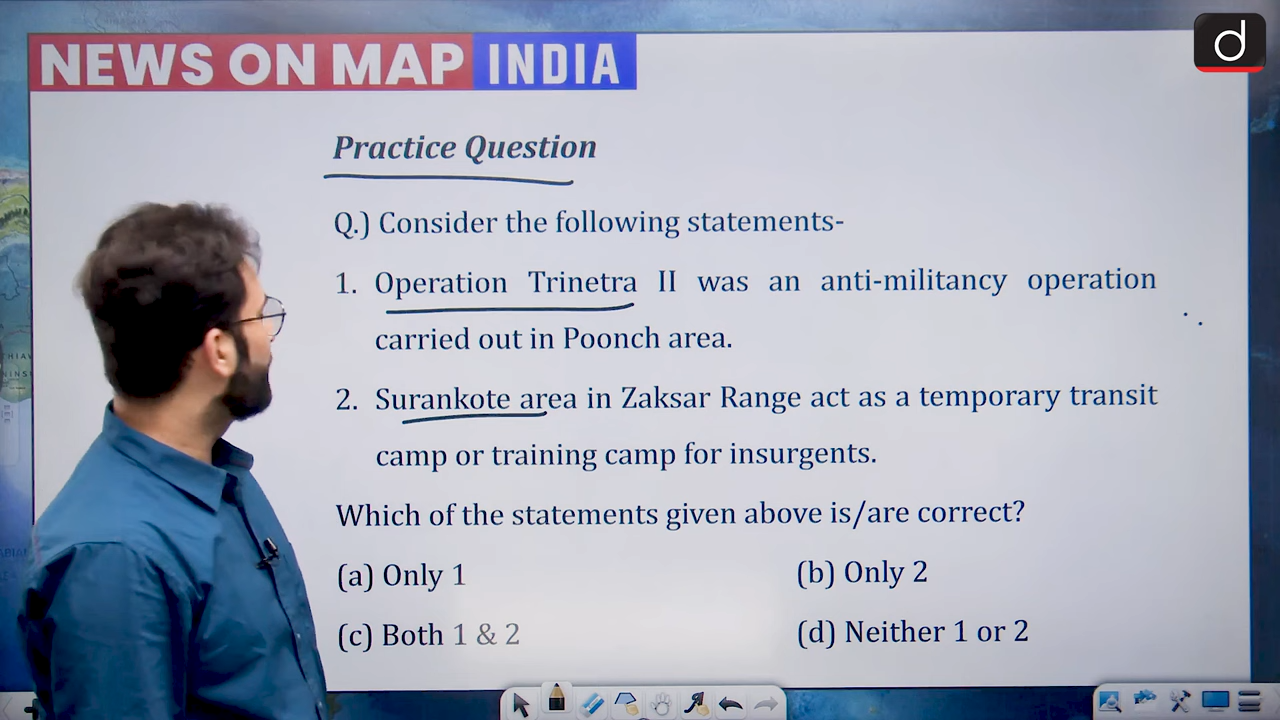 NEWS ON MAP INDIA
d
Practice Question
Q.) Consider the following statements-
1. Operation Trinetra II was an anti-militancy operation
carried out in Poonch area.
2. Surankote area in Zaksar Range act as a temporary transit
camp or training camp for insurgents.
Which of the statements given above is/are correct?
(a) Only 1 (b) Only 2
(c) Both 1 & 2 (d) Neither 1 or 2